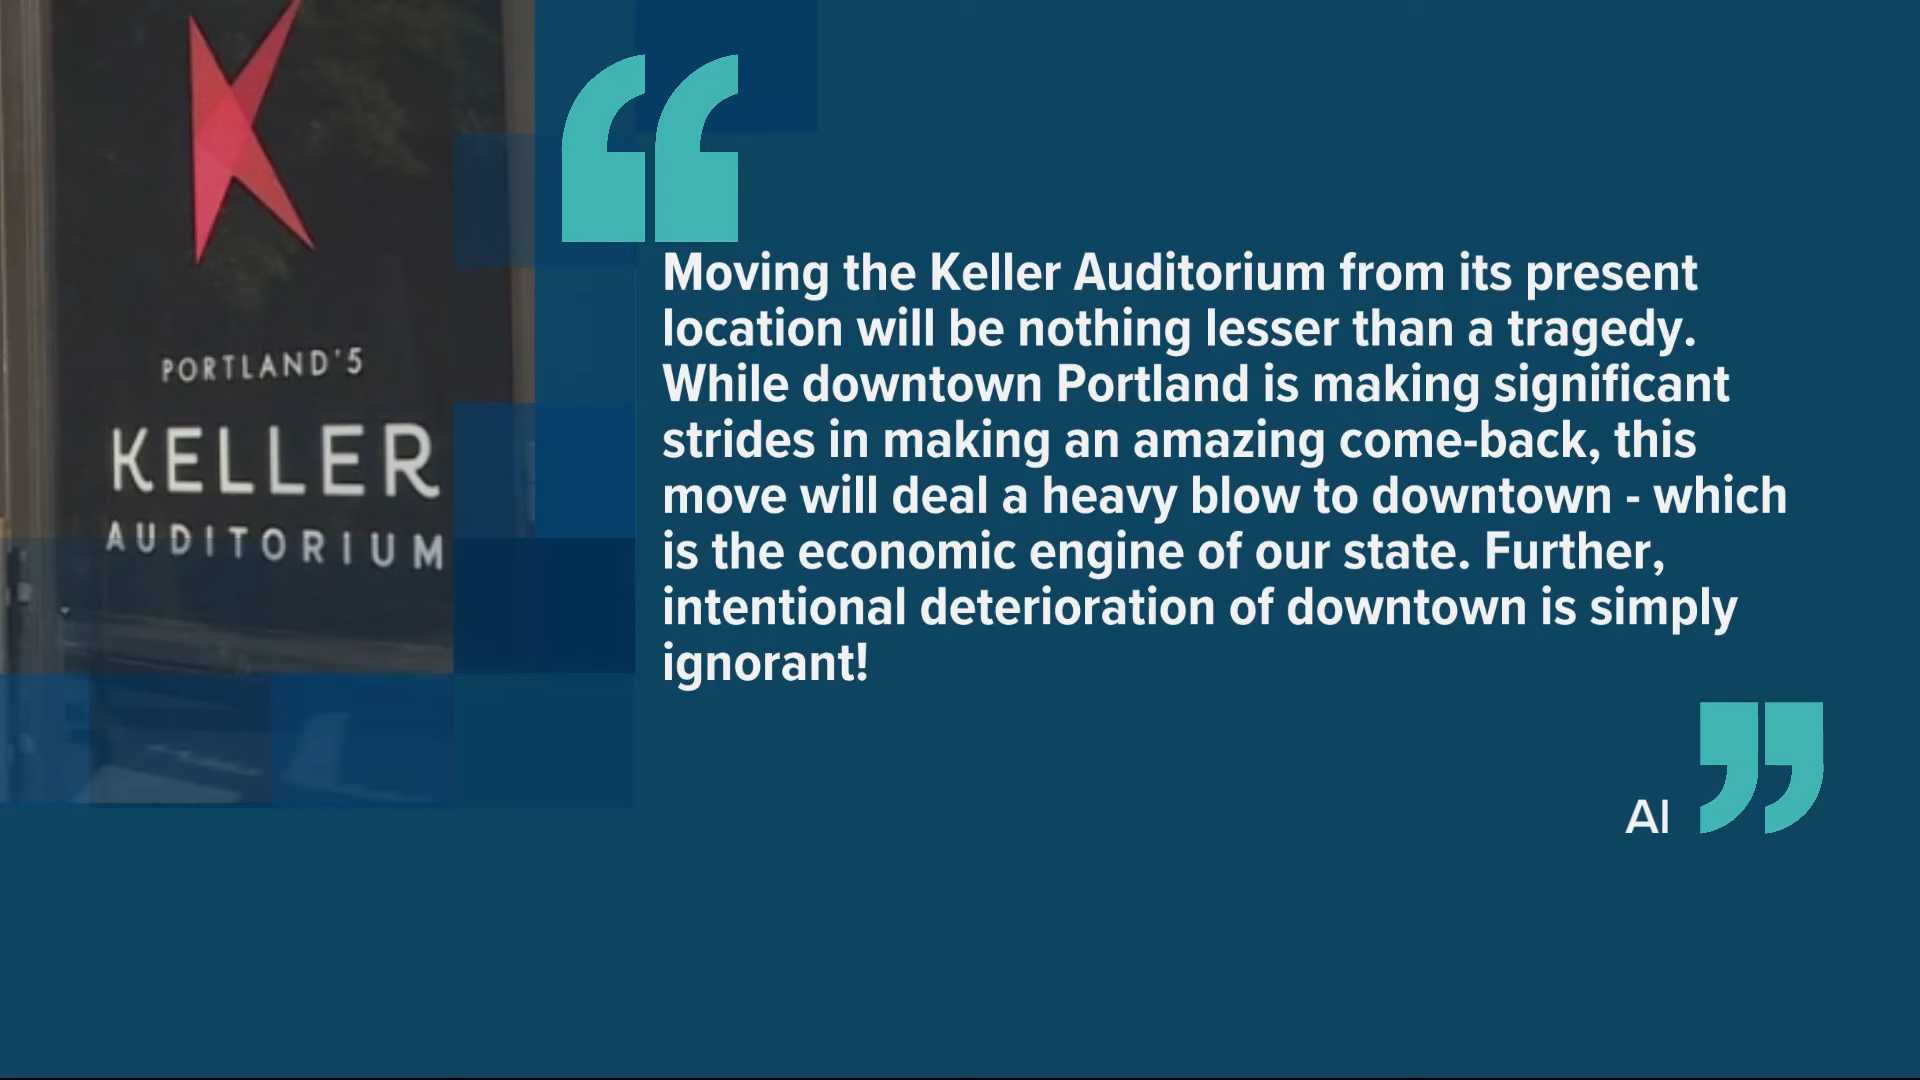 PORTLAND'5
KELLER
AUDITORIUM
“
Moving the Keller Auditorium from its present
location will be nothing lesser than a tragedy.
While downtown Portland is making significant
strides in making an amazing come-back, this
move will deal a heavy blow to downtown - which
is the economic engine of our state. Further,
intentional deterioration of downtown is simply
ignorant!
Al ”